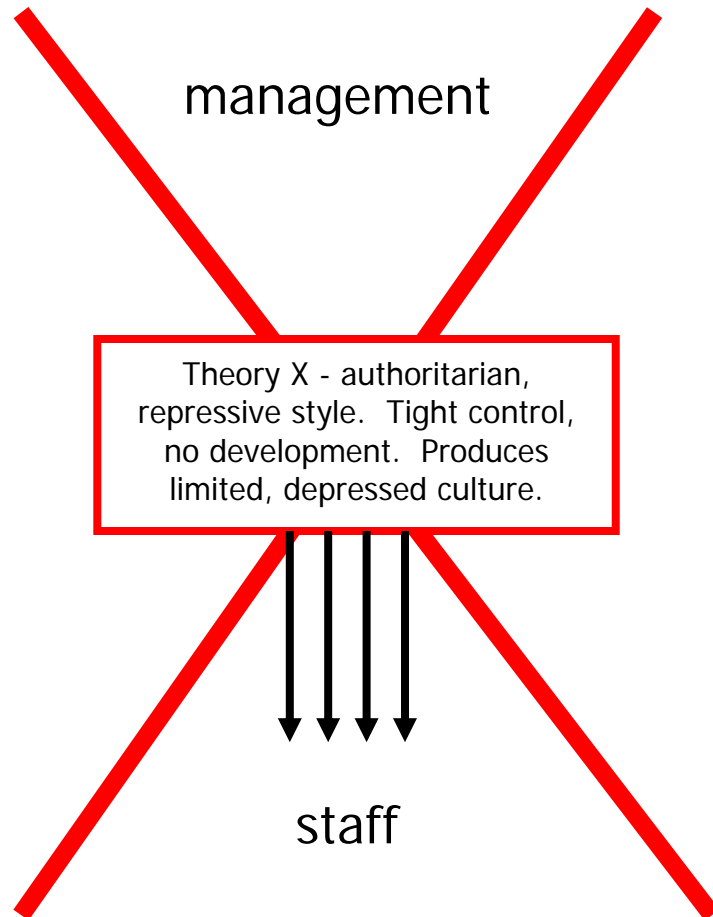 management
Theory X - authoritarian,
repressive style.  Tight control,
no development.  Produces
limited, depressed culture.
staff